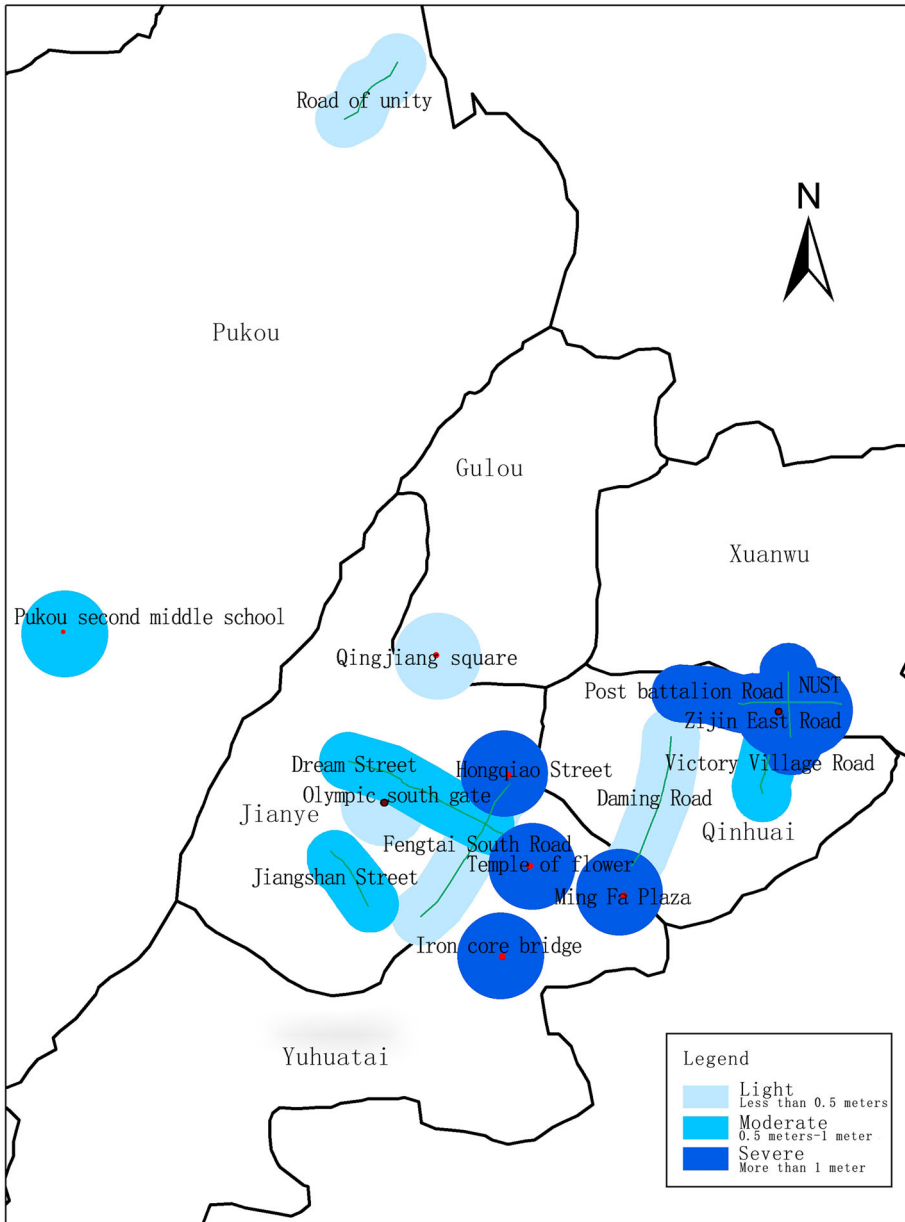 Road of unity
N
Pukou
Gulou
Xuanwu
Pukou second middle school
Qingjiang square
Post battalion Road
NUST
Zijin East Road
Dream Street
Hongqiao Street
Victory Village Road
Olympic south gate
Daming Road
Jianye
Qinhuai
Fengtai South Road
Temple of flower
Jiangshan Street
Ming Fa Plaza
Iron core bridge
Yuhuatai
Legend
Light
Less than 0.5 meters
Moderate
0.5 meters-1 meter
Severe
More than 1 meter